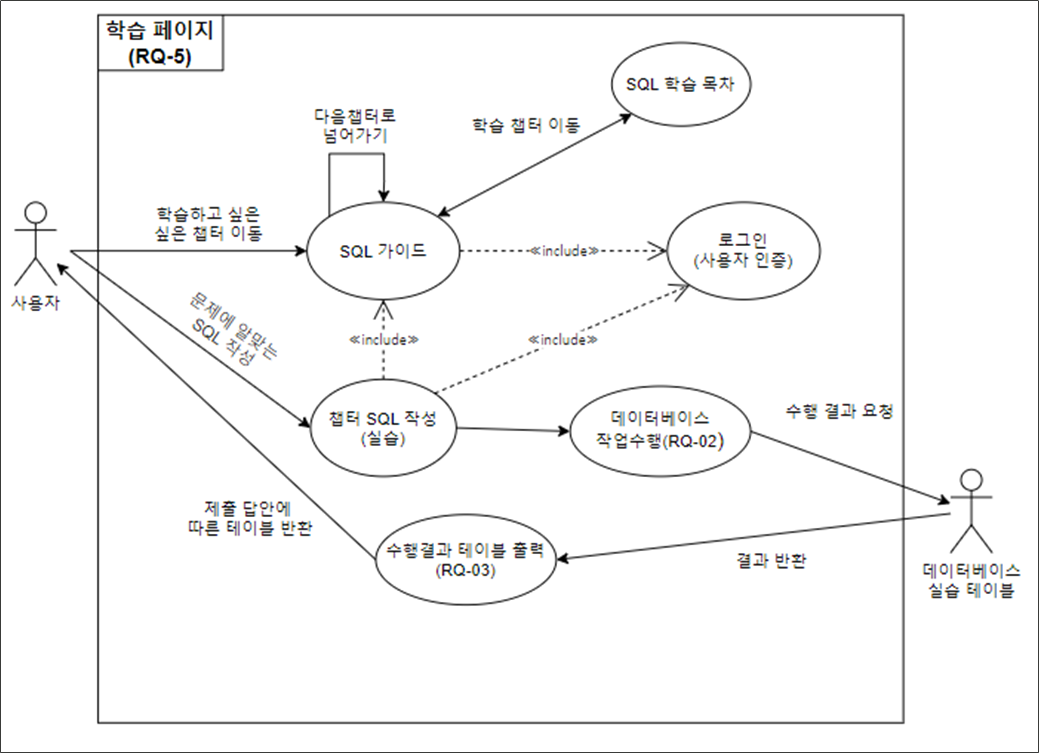 학습 페이지
(RQ-5)
SQL 학습 목차
다음챕터로
넘어가기
학습 챕터 이동
학습하고 싶은
싶은 챕터 이동
SQL 가이드
≪include≫
로그인
(사용자 인증)
사용자
문제에 알맞는
SQL 작성
≪include≫
≪include≫
챕터 SQL 작성
(실습)
데이터베이스
작업수행(RQ-02)
수행 결과 요청
제출 답안에
따른 테이블 반환
수행결과 테이블 출력
(RQ-03)
결과 반환
데이터베이스
실습 테이블